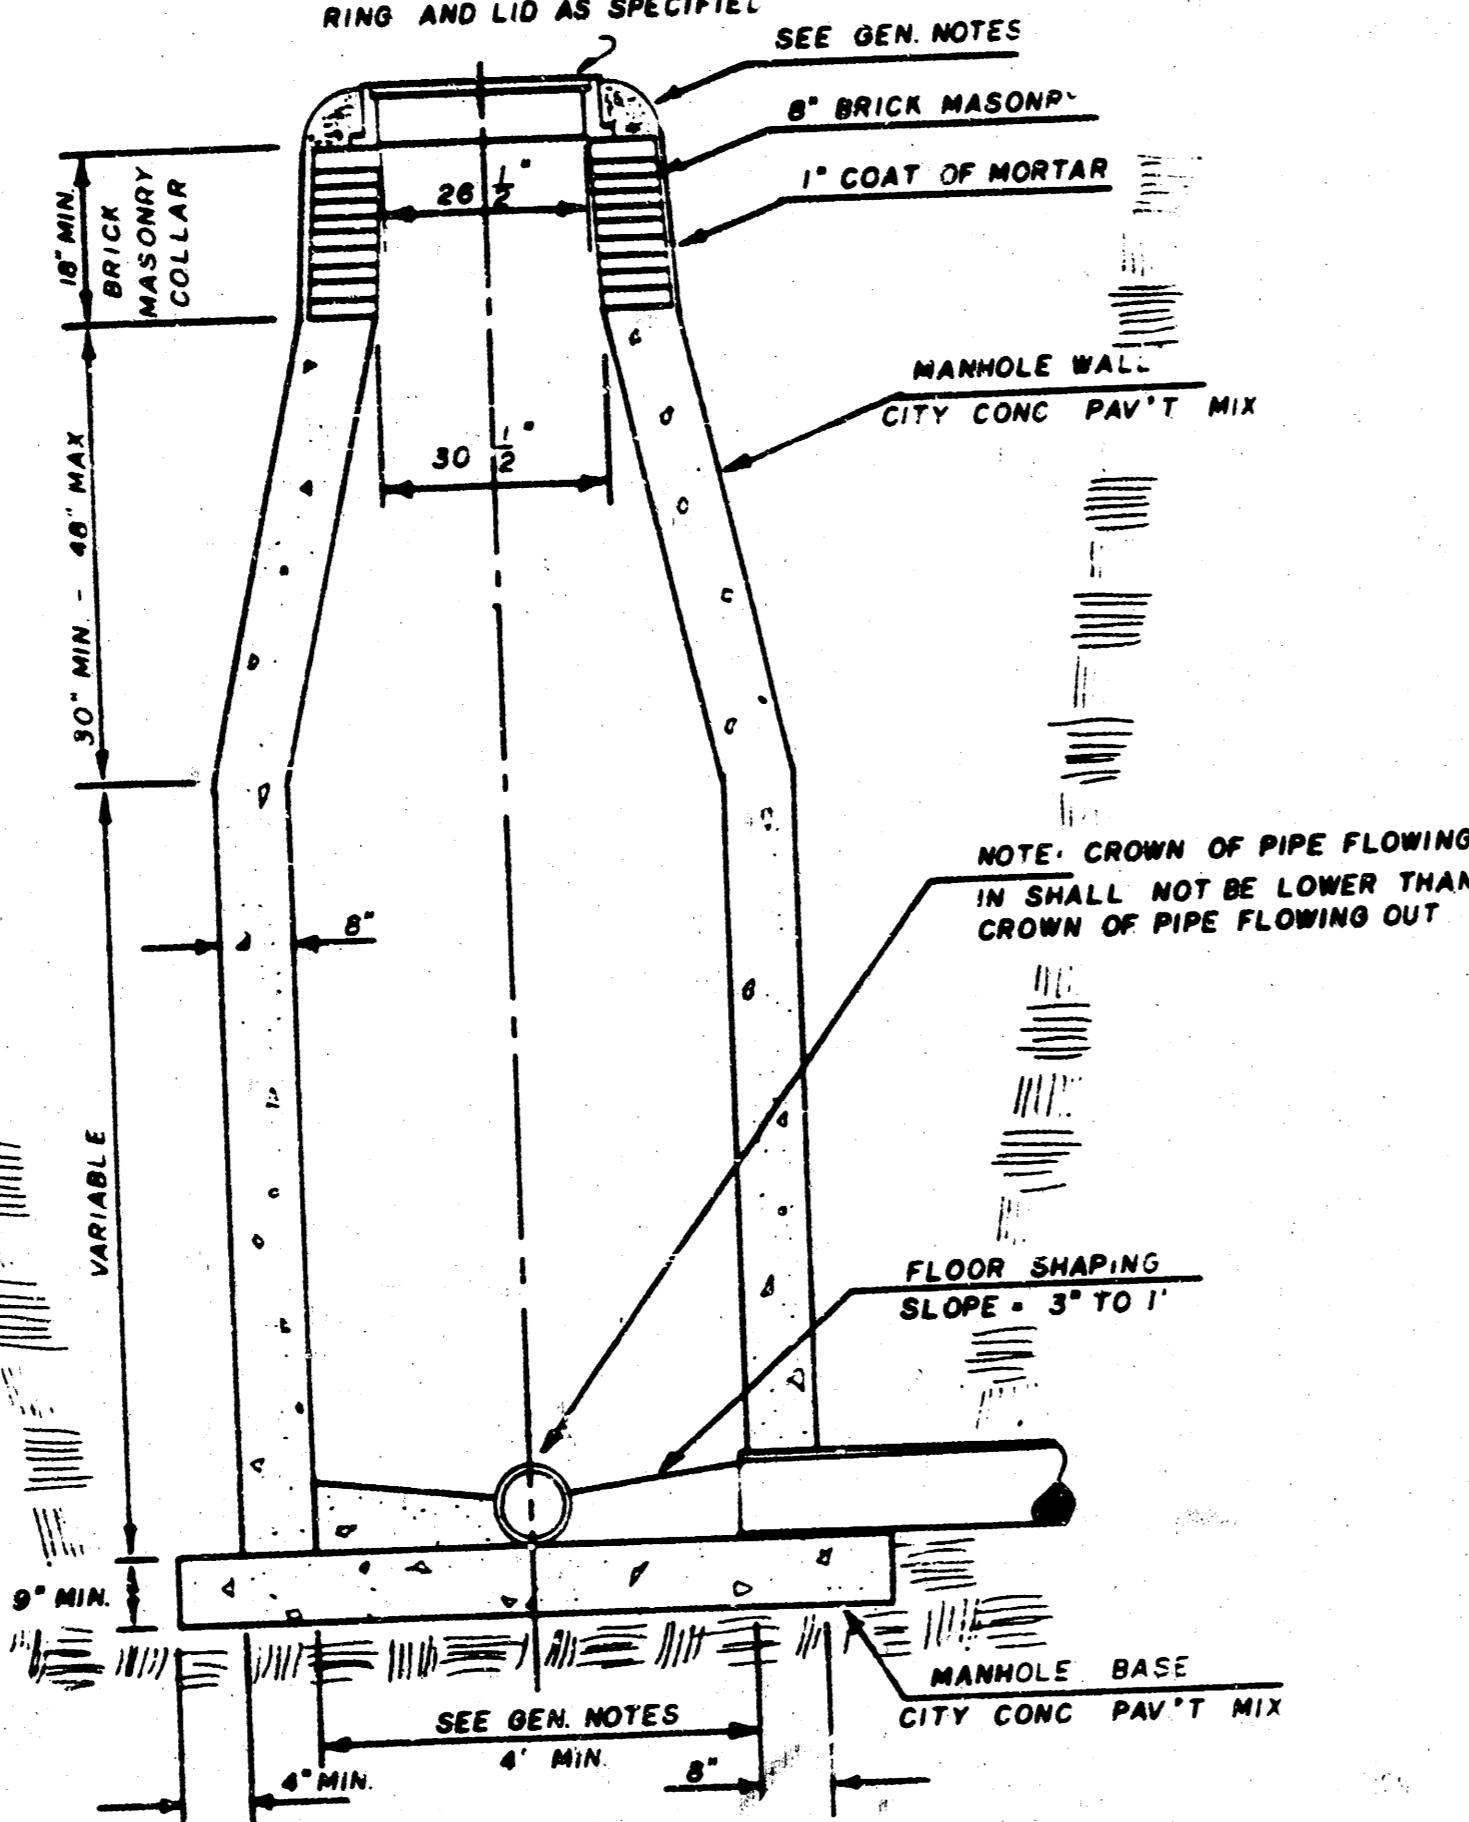 RING AND LID AS SPECIFIED
SEE GEN. NOTES
8" BRICK MASONRY
1" COAT OF MORTAR
26 1/2"
18" MIN.
BRICK
MASONRY
COLLAR
MANHOLE WALL
CITY CONC PAV'T MIX
30 1/2"
30" MIN. - 48" MAX
NOTE: CROWN OF PIPE FLOWING
IN SHALL NOT BE LOWER THAN
CROWN OF PIPE FLOWING OUT
8"
VARIABLE
FLOOR SHAPING
SLOPE = 3" TO 1'
9" MIN.
MANHOLE BASE
CITY CONC PAV'T MIX
SEE GEN. NOTES
4' MIN.
4" MIN.
8"